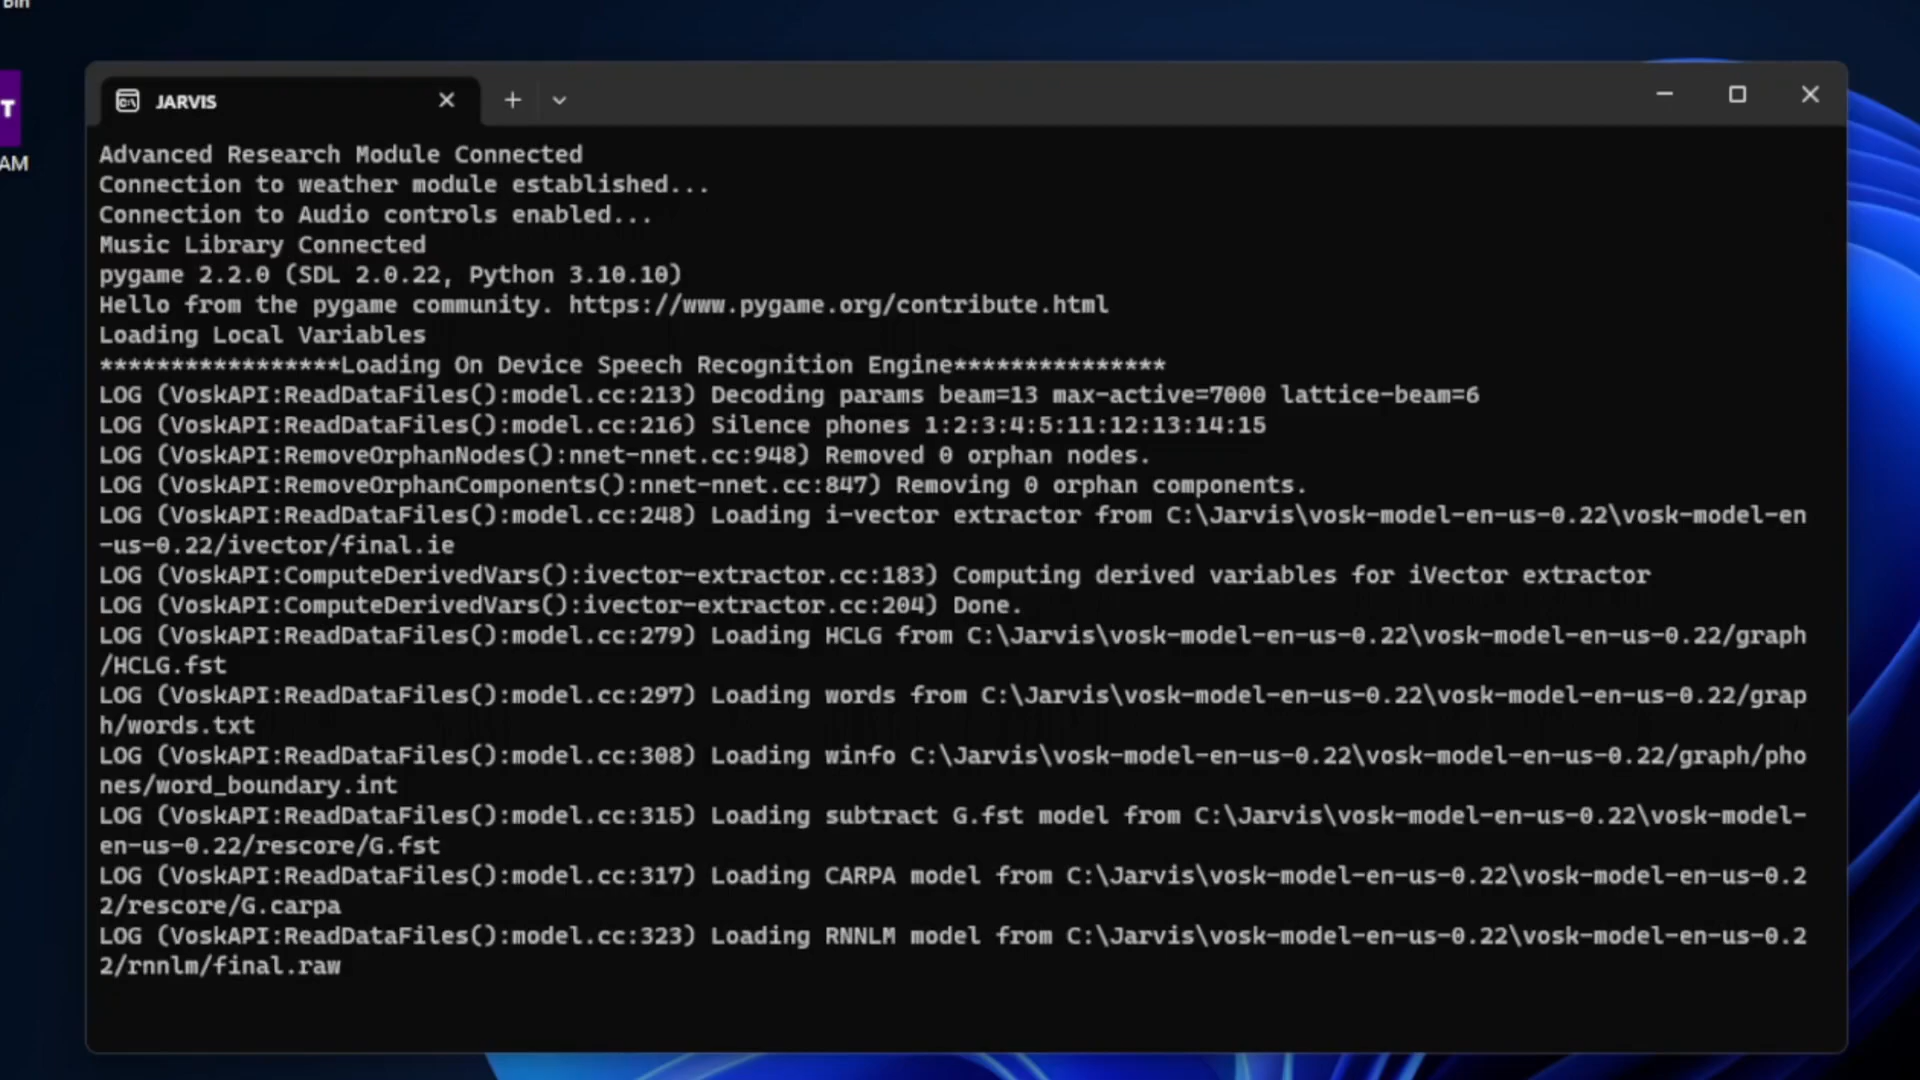 Bin
T
AM
JARVIS
Advanced Research Module Connected
Connection to weather module established...
Connection to Audio controls enabled...
Music Library Connected
pygame 2.2.0 (SDL 2.0.22, Python 3.10.10)
Hello from the pygame community. https://www.pygame.org/contribute.html
Loading Local Variables
*****************Loading On Device Speech Recognition Engine***************
LOG (VoskAPI:ReadDataFiles():model.cc:213) Decoding params beam=13 max-active=7000 lattice-beam=6
LOG (VoskAPI:ReadDataFiles():model.cc:216) Silence phones 1:2:3:4:5:11:12:13:14:15
LOG (VoskAPI:RemoveOrphanNodes():nnet-nnet.cc:948) Removed 0 orphan nodes.
LOG (VoskAPI:RemoveOrphanComponents():nnet-nnet.cc:847) Removing 0 orphan components.
LOG (VoskAPI:ReadDataFiles():model.cc:248) Loading i-vector extractor from C:\Jarvis\vosk-model-en-us-0.22\vosk-model-en
-us-0.22/ivector/final.ie
LOG (VoskAPI:ComputeDerivedVars():ivector-extractor.cc:183) Computing derived variables for iVector extractor
LOG (VoskAPI:ComputeDerivedVars():ivector-extractor.cc:204) Done.
LOG (VoskAPI:ReadDataFiles():model.cc:279) Loading HCLG from C:\Jarvis\vosk-model-en-us-0.22\vosk-model-en-us-0.22/graph
/HCLG.fst
LOG (VoskAPI:ReadDataFiles():model.cc:297) Loading words from C:\Jarvis\vosk-model-en-us-0.22\vosk-model-en-us-0.22/grap
h/words.txt
LOG (VoskAPI:ReadDataFiles():model.cc:308) Loading winfo C:\Jarvis\vosk-model-en-us-0.22\vosk-model-en-us-0.22/graph/pho
nes/word_boundary.int
LOG (VoskAPI:ReadDataFiles():model.cc:315) Loading subtract G.fst model from C:\Jarvis\vosk-model-en-us-0.22\vosk-model-
en-us-0.22/rescore/G.fst
LOG (VoskAPI:ReadDataFiles():model.cc:317) Loading CARPA model from C:\Jarvis\vosk-model-en-us-0.22\vosk-model-en-us-0.2
2/rescore/G.carpa
LOG (VoskAPI:ReadDataFiles():model.cc:323) Loading RNNLM model from C:\Jarvis\vosk-model-en-us-0.22\vosk-model-en-us-0.2
2/rnnlm/final.raw